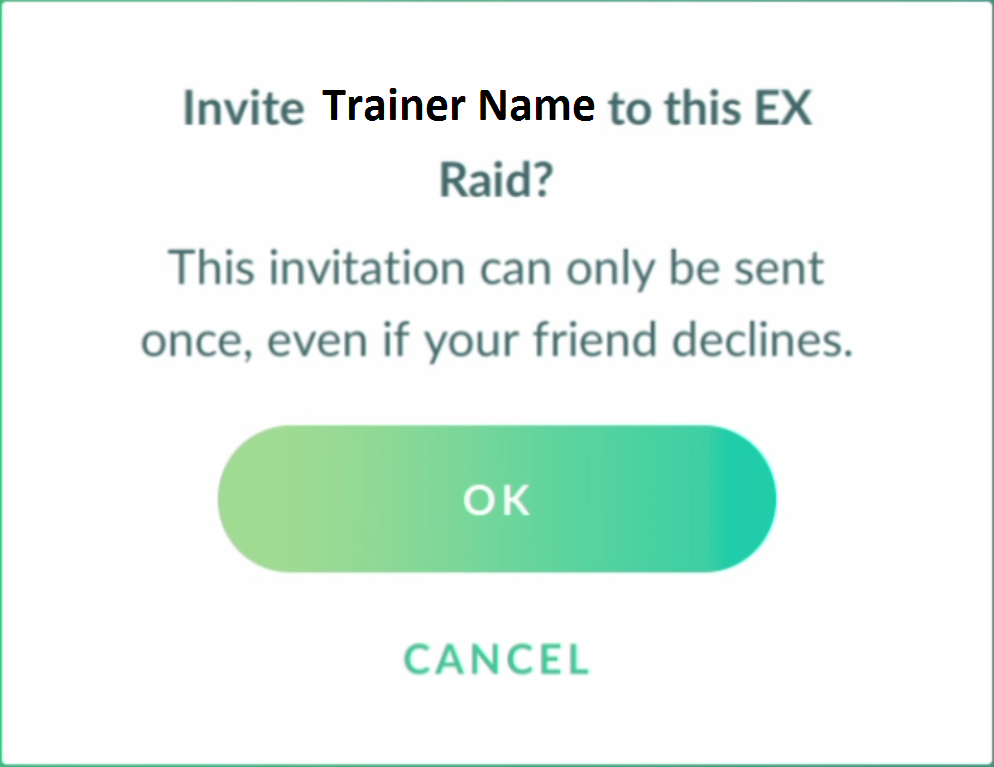 Invite Trainer Name to this EX
Raid?
This invitation can only be sent
once, even if your friend declines.
OK
CANCEL